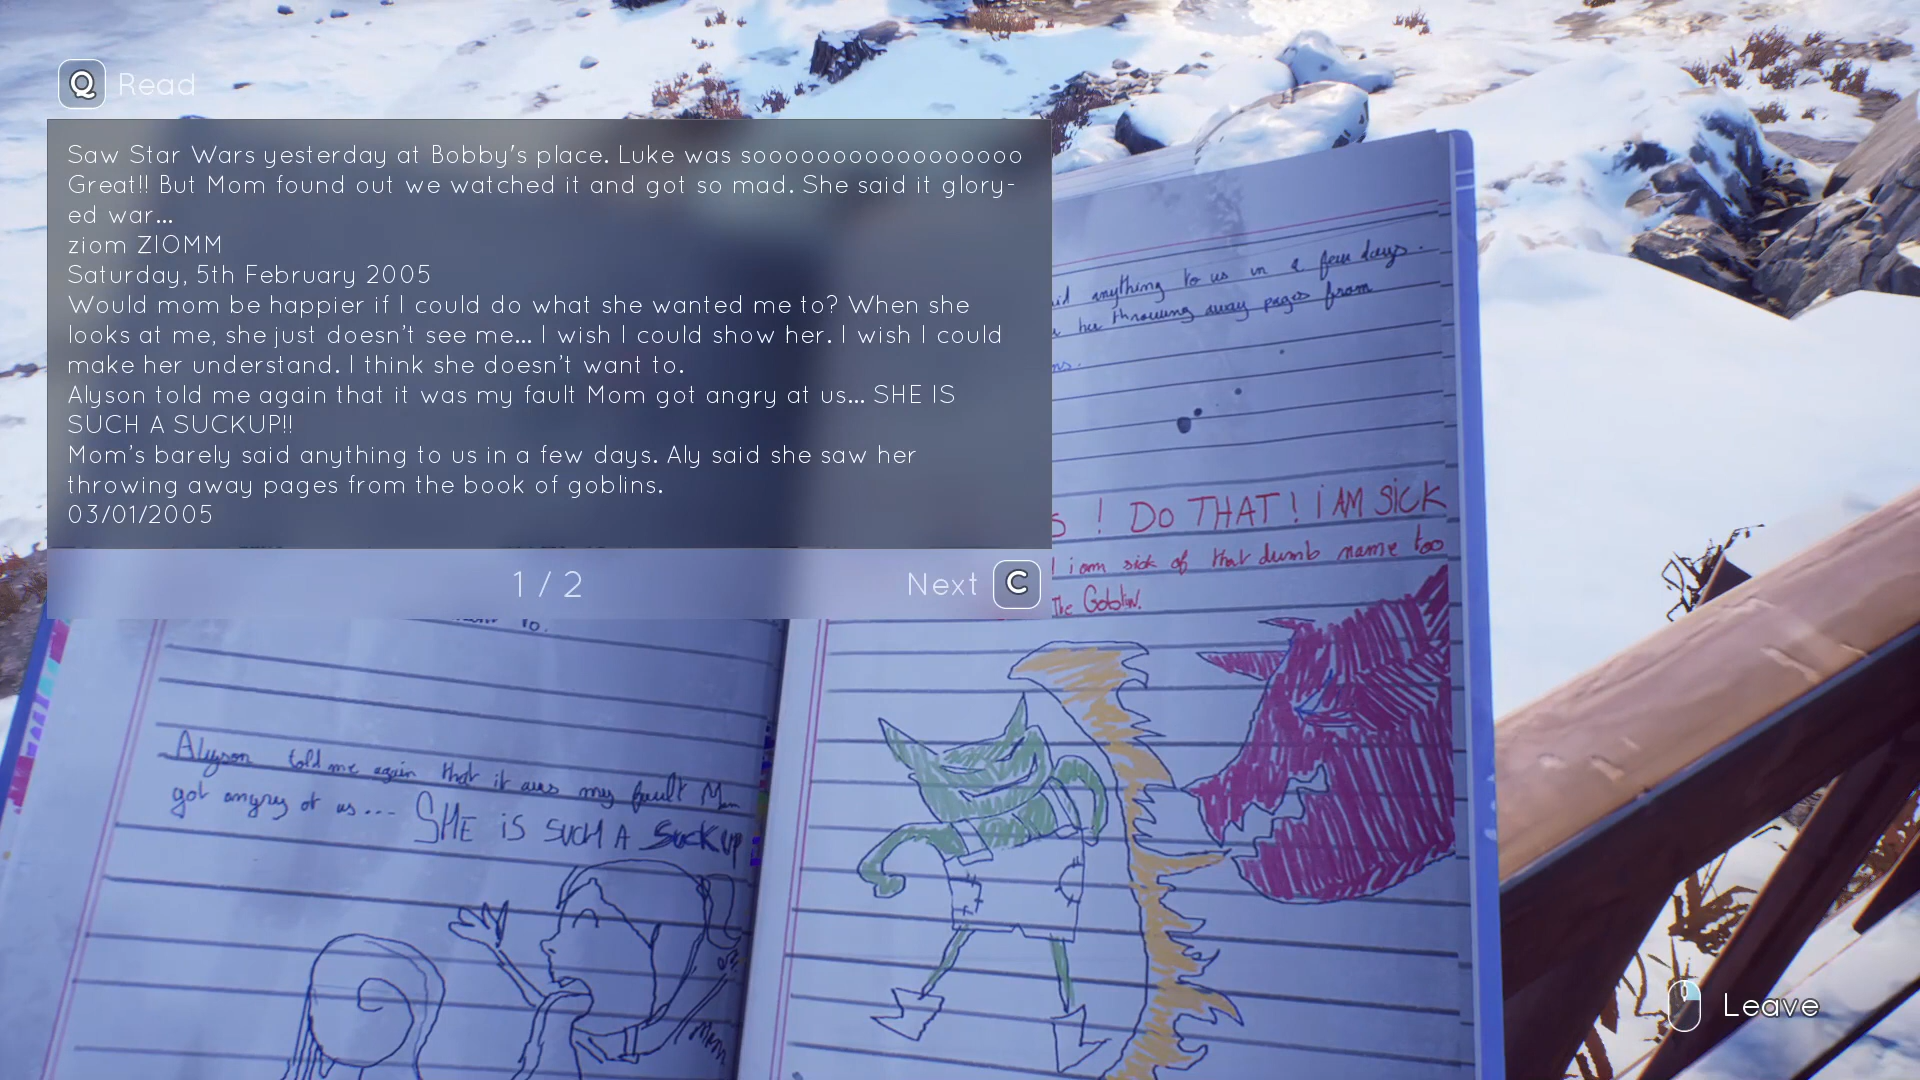 Q Read
Saw Star Wars yesterday at Bobby's place. Luke was sooooooooooooooooo
Great!! But Mom found out we watched it and got so mad. She said it glory-
ed war...
ziom ZIOMM
Saturday, 5th February 2005
Would mom be happier if I could do what she wanted me to? When she
looks at me, she just doesn't see me... I wish I could show her. I wish I could
make her understand. I think she doesn't want to.
Alyson told me again that it was my fault Mom got angry at us... SHE IS
SUCH A SUCKUP!!
Mom's barely said anything to us in a few days. Aly said she saw her
throwing away pages from the book of goblins.
03/01/2005
1 / 2
Next C
to.
Alyson told me again that it was my fault Mom
got angry at us... SHE IS SUCH A SUCKUP
anything to us in a few days.
her throwing away pages from
! DO THAT! i AM SiCK
! i am sick of that dumb name too
The Goblin.
Leave